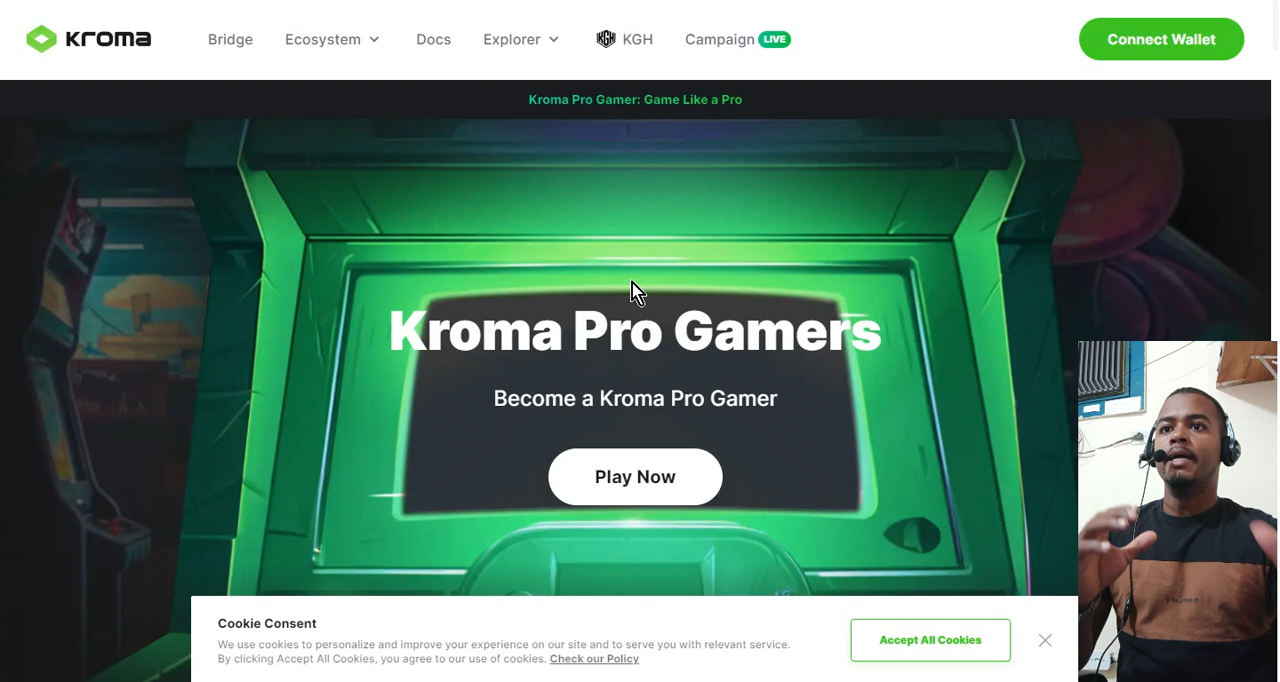 kroma
Bridge
Ecosystem
Docs
Explorer
KGH
KGH
Campaign
LIVE
Connect Wallet
Kroma Pro Gamer: Game Like a Pro
Kroma Pro Gamers
Become a Kroma Pro Gamer
Play Now
Cookie Consent
We use cookies to personalize and improve your experience on our site and to serve you with relevant service.
By clicking Accept All Cookies, you agree to our use of cookies. Check our Policy
Accept All Cookies